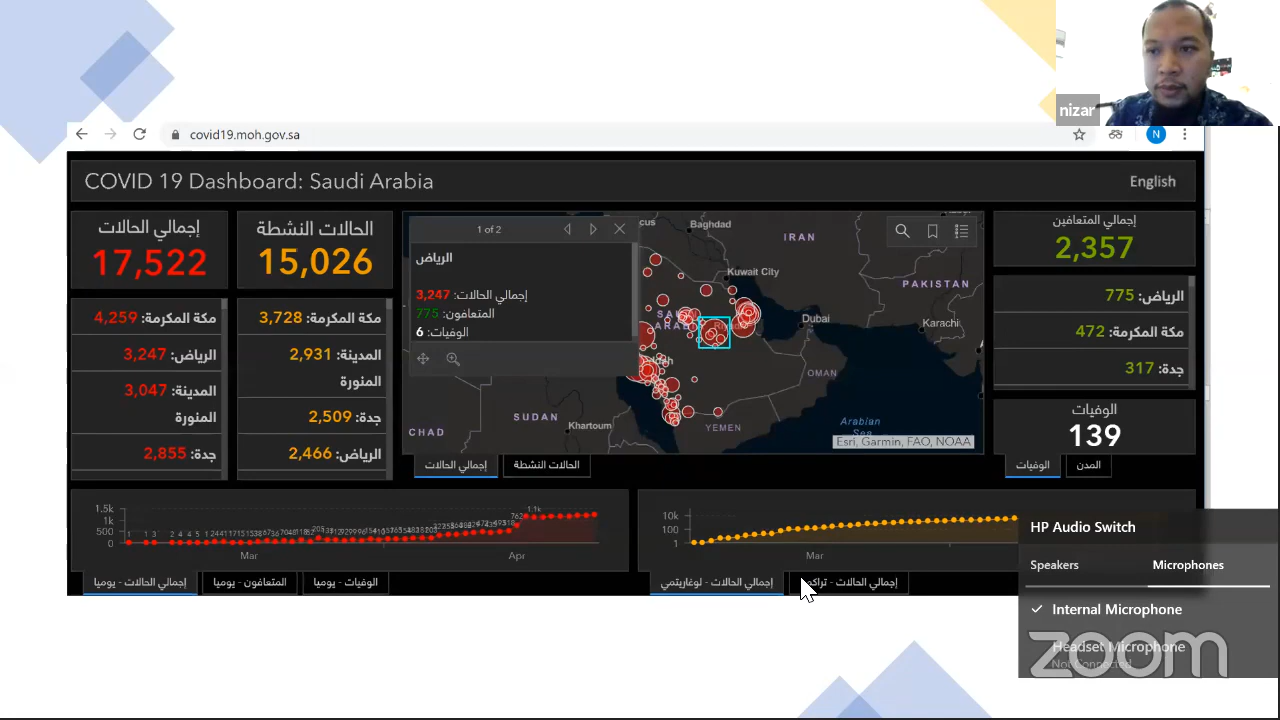 nizar
covid19.moh.gov.sa
N
COVID 19 Dashboard: Saudi Arabia
English
إجمالي الحالات
17,522
مكة المكرمة: 4,259
الرياض: 3,247
المدينة المنورة: 3,047
جدة: 2,855
الحالات النشطة
15,026
مكة المكرمة: 3,728
المدينة المنورة: 2,931
جدة: 2,509
الرياض: 2,466
1 of 2
الرياض
إجمالي الحالات: 3,247
المتعافون: 775
الوفيات: 6
Baghdad
IRAN
Kuwait City
PAKISTAN
Dubai
Karachi
OMAN
SUDAN
Khartoum
CHAD
YEMEN
Arabian
Sea
Esri, Garmin, FAO, NOAA
إجمالي الحالات
الحالات النشطة
إجمالي المتعافين
2,357
الرياض: 775
مكة المكرمة: 472
جدة: 317
الوفيات
139
الوفيات
المدن
1.5k
1k
500
0
762
1.1k
Mar
Apr
إجمالي الحالات - يوميا
المتعافون - يوميا
الوفيات - يوميا
10k
100
1
Mar
إجمالي الحالات - لوغاريتمي
إجمالي الحالات -
HP Audio Switch
Speakers
Microphones
Internal Microphone
Headset Microphone
Not Connected
zoom